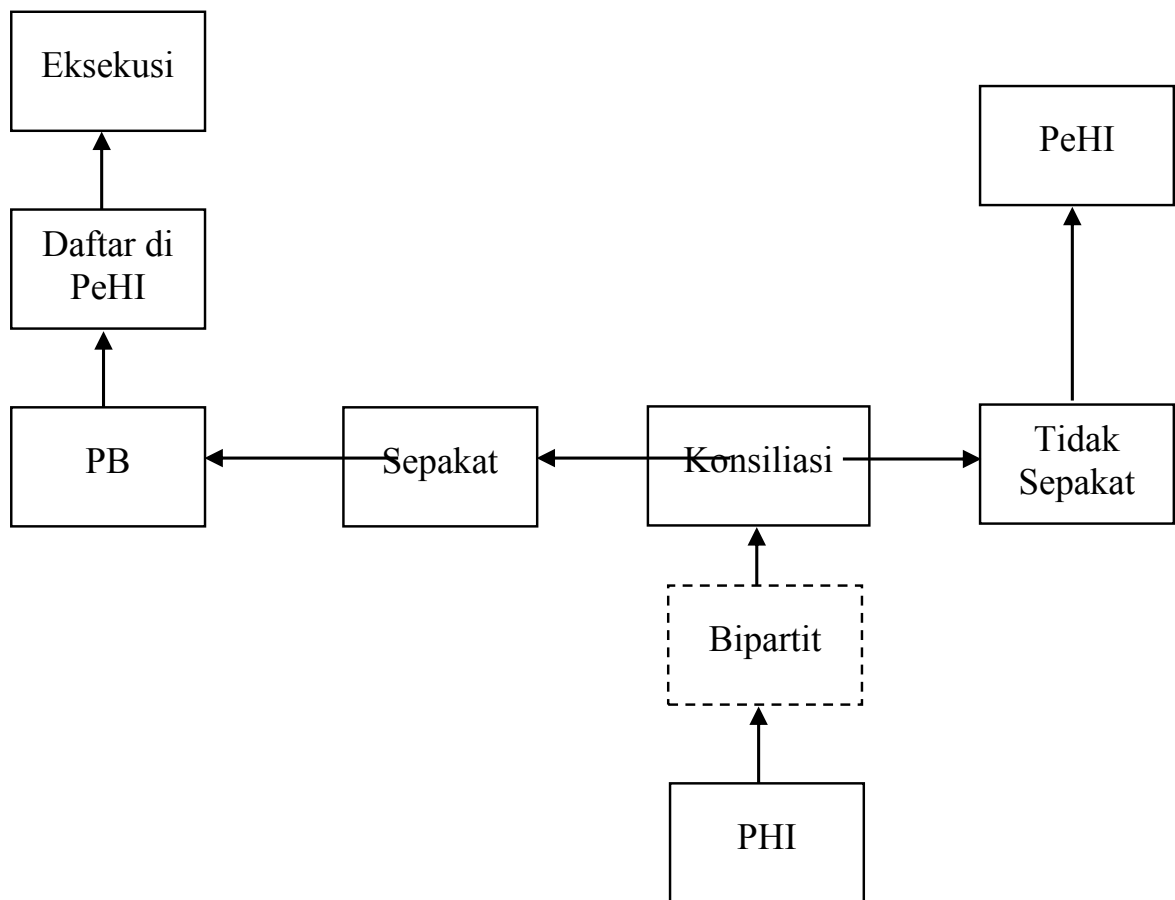 Eksekusi
PeHI
Daftar di
PeHI
PB
Sepakat
Konsiliasi
Tidak
Sepakat
Bipartit
PHI